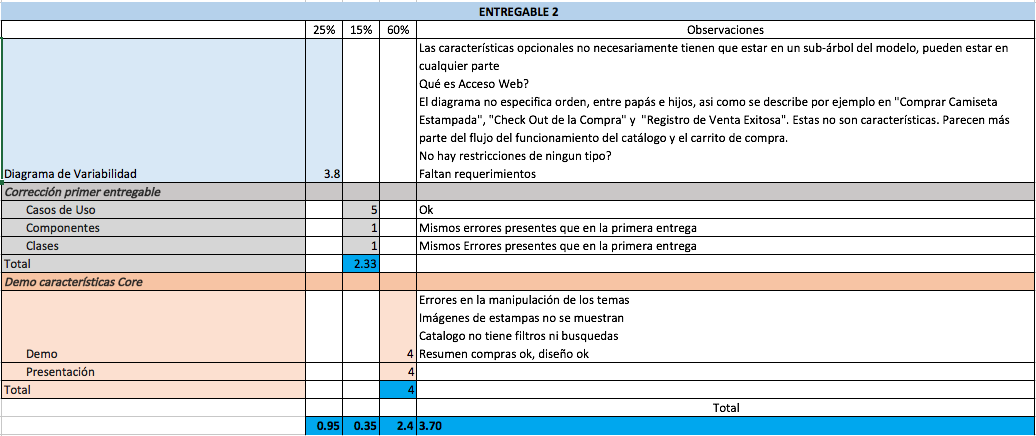 ENTREGABLE 2
25% 15% 60% Observaciones
Las características opcionales no necesariamente tienen que estar en un sub-árbol del modelo, pueden estar en
cualquier parte
Qué es Acceso Web?
El diagrama no especifica orden, entre papás e hijos, asi como se describe por ejemplo en "Comprar Camiseta
Estampada", "Check Out de la Compra" y "Registro de Venta Exitosa". Estas no son características. Parecen más
parte del flujo del funcionamiento del catálogo y el carrito de compra.
No hay restricciones de ningun tipo?
Diagrama de Variabilidad 3.8 Faltan requerimientos
Corrección primer entregable
Casos de Uso 5 Ok
Componentes 1 Mismos errores presentes que en la primera entrega
Clases 1 Mismos Errores presentes que en la primera entrega
Total 2.33
Demo características Core
Errores en la manipulación de los temas
Imágenes de estampas no se muestran
Catalogo no tiene filtros ni busquedas
Demo 4 Resumen compras ok, diseño ok
Presentación 4
Total 4
Total
0.95 0.35 2.4 3.70